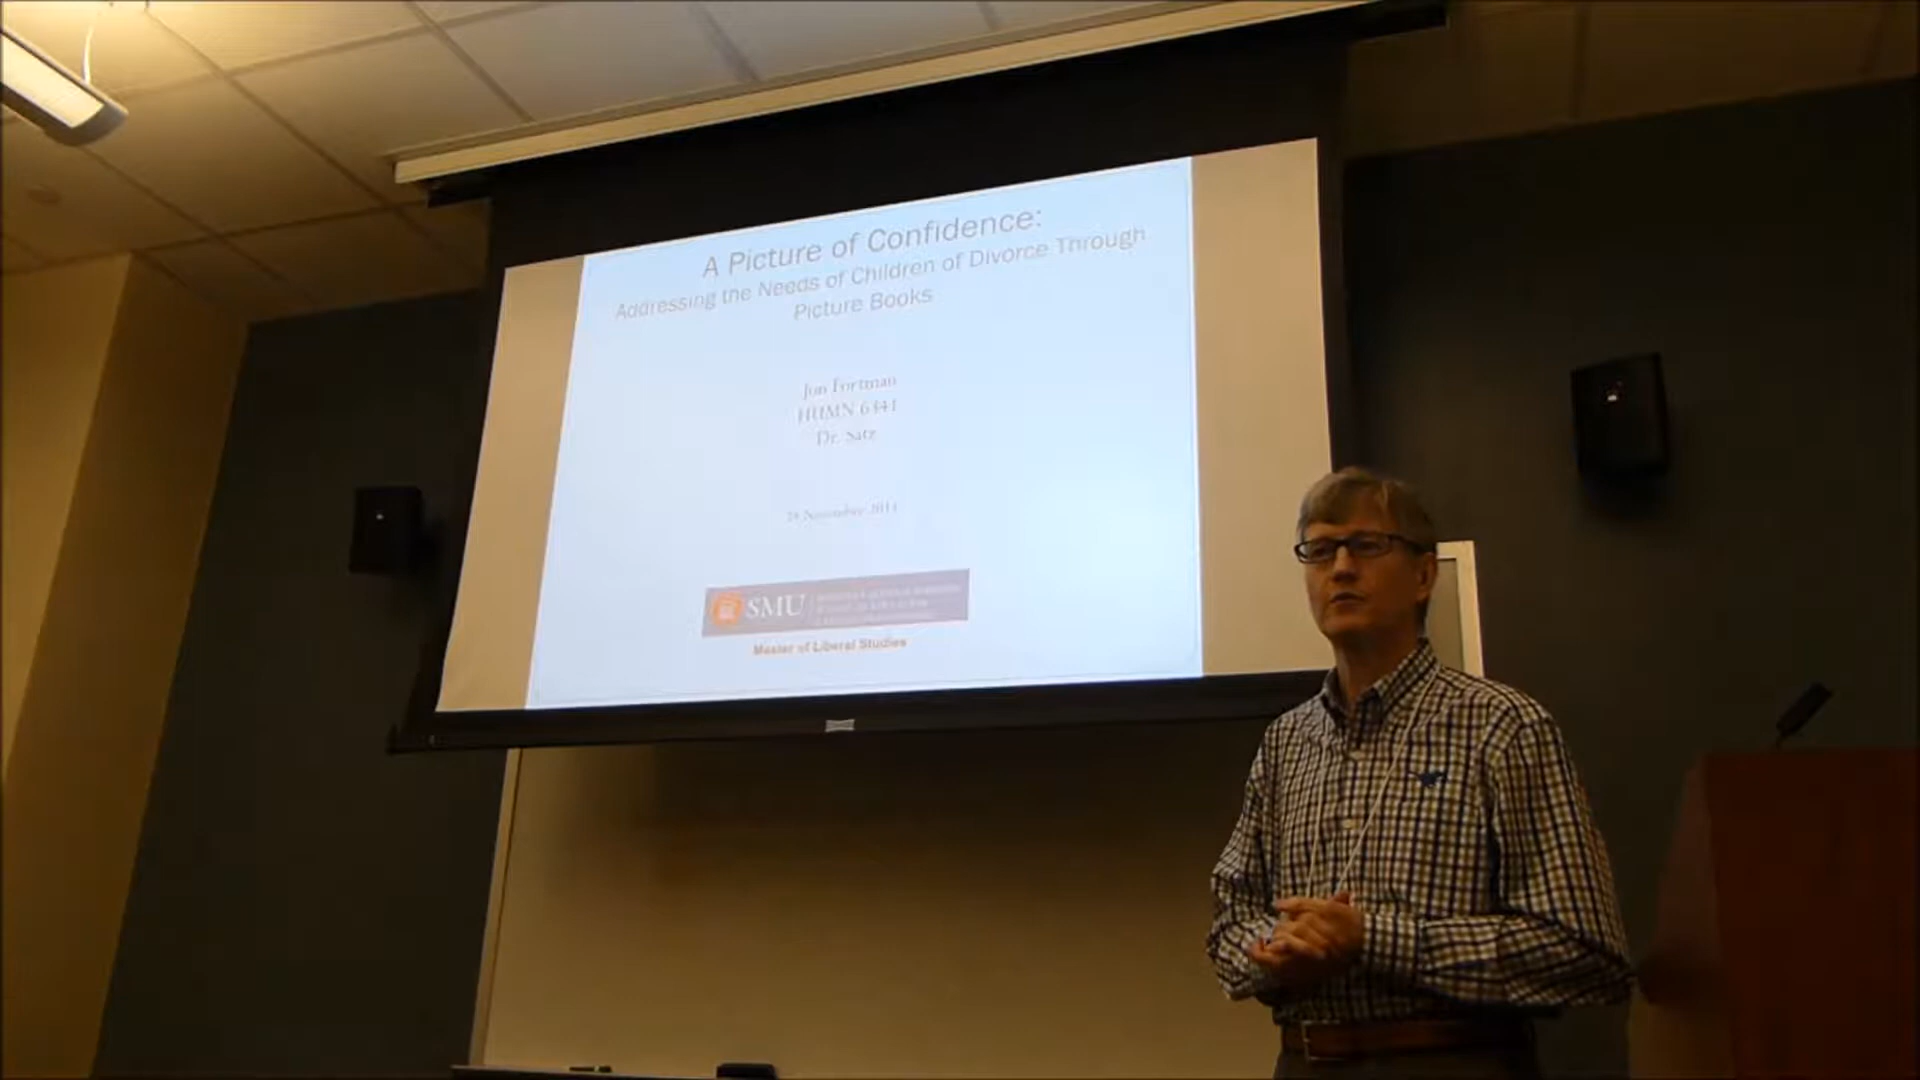 A Picture of Confidence:
Addressing the Needs of Children of Divorce Through
Picture Books
Jon Fortman
HUMN 6341
Dr. Satz
November
SMU
Master of Liberal Studies